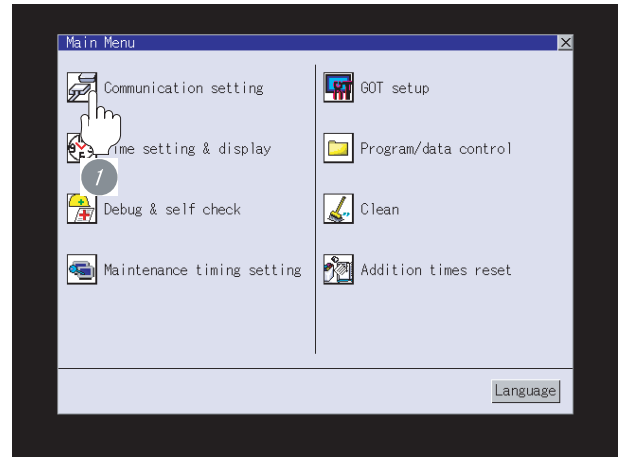 Main Menu
Communication setting
Time setting & display
1
Debug & self check
Maintenance timing setting
GOT setup
Program/data control
Clean
Addition times reset
Language